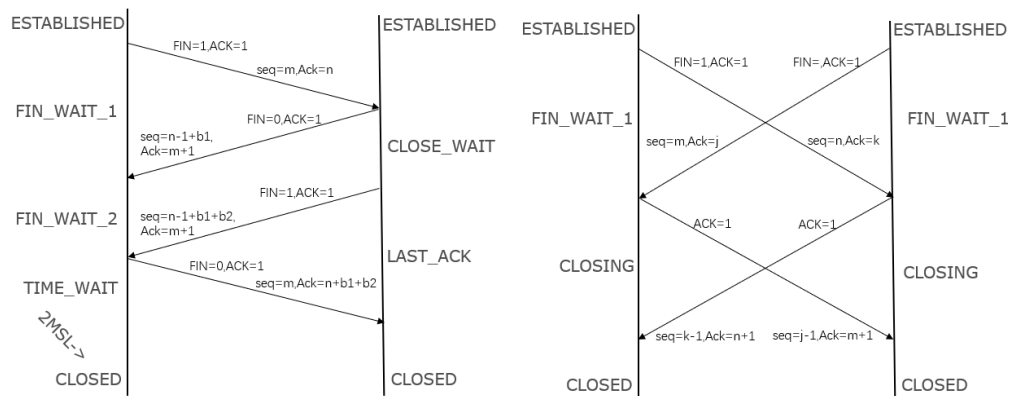 ESTABLISHED
ESTABLISHED
FIN=1,ACK=1
seq=m,Ack=n
FIN_WAIT_1
FIN=0,ACK=1
seq=n-1+b1,
Ack=m+1
CLOSE_WAIT
FIN=1,ACK=1
FIN_WAIT_2
seq=n-1+b1+b2,
Ack=m+1
LAST_ACK
FIN=0,ACK=1
TIME_WAIT
seq=m,Ack=n+b1+b2
2MSL->
CLOSED
CLOSED
ESTABLISHED
ESTABLISHED
FIN=1,ACK=1
FIN=,ACK=1
FIN_WAIT_1
FIN_WAIT_1
seq=m,Ack=j
seq=n,Ack=k
ACK=1
ACK=1
CLOSING
CLOSING
seq=k-1,Ack=n+1
seq=j-1,Ack=m+1
CLOSED
CLOSED